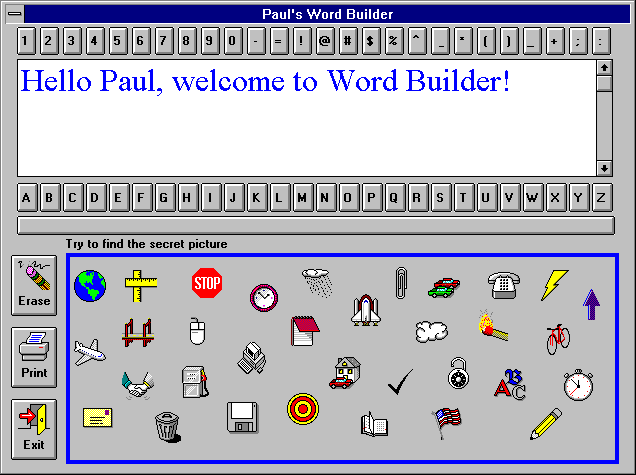 Paul's Word Builder
1 2 3 4 5 6 7 8 9 0 - = ! @ # $ % ^ _ * ( ) _ + ; :
Hello Paul, welcome to Word Builder!
A B C D E F G H I J K L M N O P Q R S T U V W X Y Z
Try to find the secret picture
Erase
STOP
Print
A B C
Exit